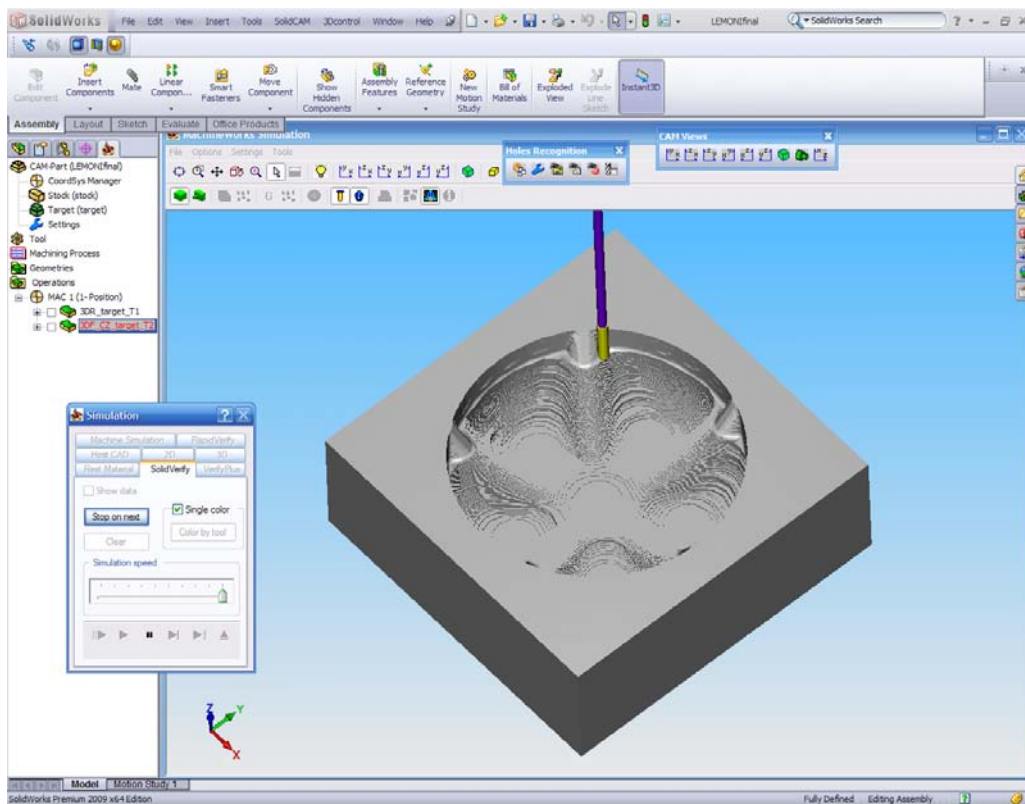 SolidWorks File Edit View Insert Tools SolidCAM 3Dcontrol Window Help LEMONIfinal SolidWorks Search
Edit Component
Insert Components
Mate
Linear Compon...
Smart Fasteners
Move Component
Show Hidden Components
Assembly Features
Reference Geometry
New Motion Study
Bill of Materials
Exploded View
Explode Line Sketch
Instant3D
Assembly Layout Sketch Evaluate Office Products
MachineWorks Simulation
File Options Settings Tools
Holes Recognition
CAM Views
CAM-Part (LEMONIfinal)
CoordSys Manager
Stock (stock)
Target (target)
Settings
Tool
Machining Process
Geometries
Operations
MAC 1 (1-Position)
3DR_target_T1
3DF_CZ_target_T2
Simulation
Machine Simulation RapidVerify
Host CAD 2D 3D
Rest Material SolidVerify VerifyPlus
Show data
Stop on next
Single color
Clear
Color by tool
Simulation speed
Z
Y
X
Model Motion Study 1
SolidWorks Premium 2009 x64 Edition Fully Defined Editing Assembly